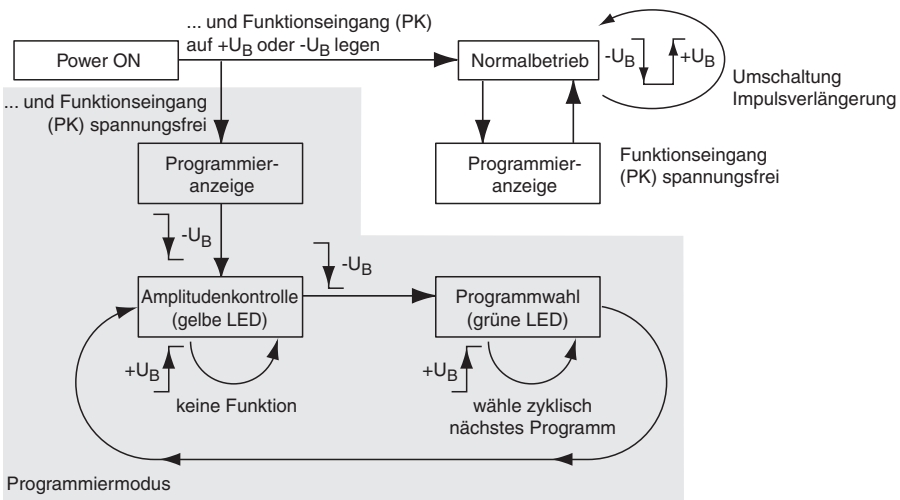 ... und Funktionseingang (PK)
auf +UB oder -UB legen
Power ON
Normalbetrieb
-UB
+UB
Umschaltung
Impulsverlängerung
... und Funktionseingang
(PK) spannungsfrei
Programmier-
anzeige
Programmier-
anzeige
Funktionseingang
(PK) spannungsfrei
-UB
-UB
Amplitudenkontrolle
(gelbe LED)
Programmwahl
(grüne LED)
+UB
keine Funktion
+UB
wähle zyklisch
nächstes Programm
Programmiermodus